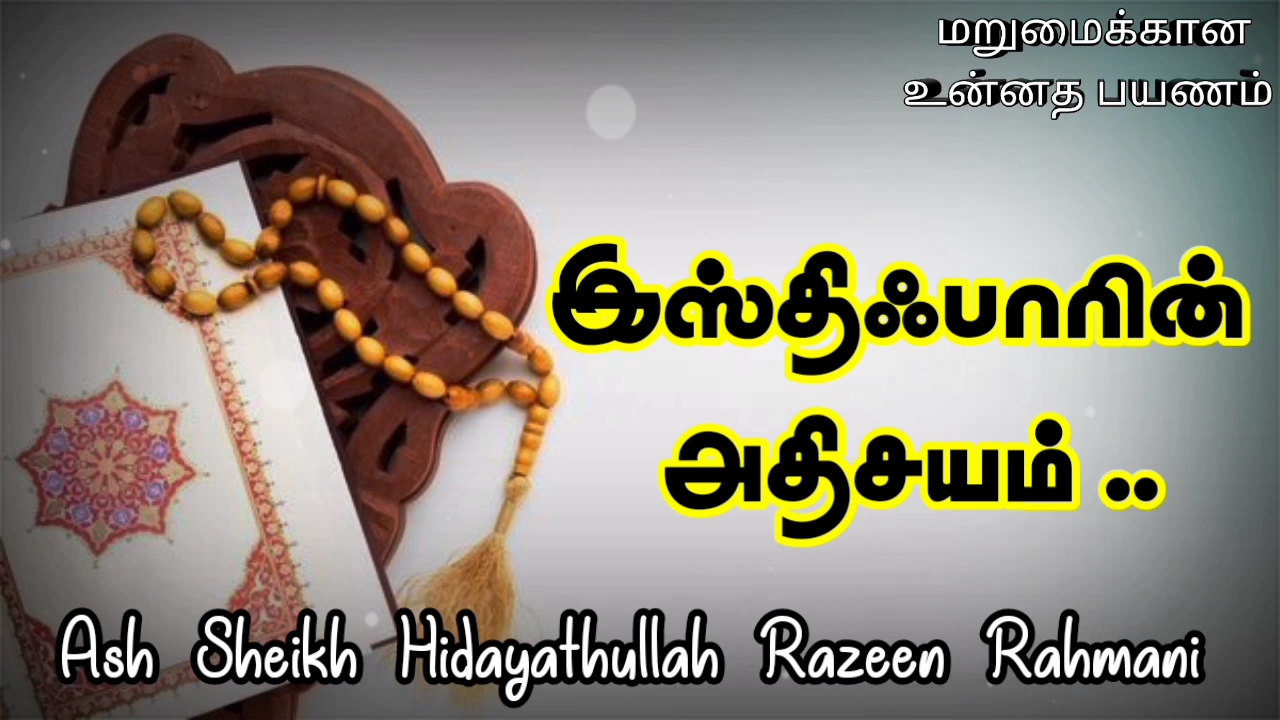 மறுமைக்கான
உன்னத பயணம்
இஸ்திஃபாரின்
அதிசயம் ..
Ash Sheikh Hidayathullah Razeen Rahmani